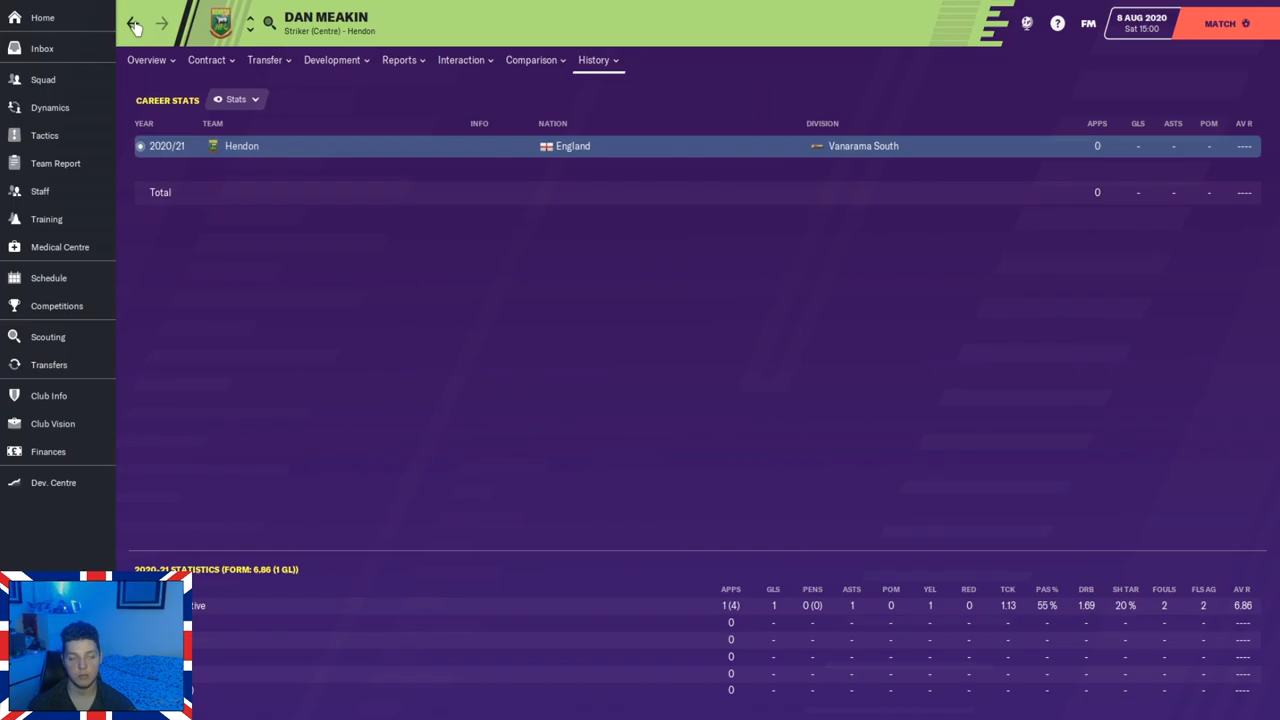 Home
DAN MEAKIN
Striker (Centre) - Hendon
FM
8 AUG 2020
Sat 15:00
MATCH
Inbox
Squad
Dynamics
Tactics
Team Report
Staff
Training
Medical Centre
Schedule
Competitions
Scouting
Transfers
Club Info
Club Vision
Finances
Dev. Centre
Overview Contract Transfer Development Reports Interaction Comparison History
CAREER STATS Stats
YEAR TEAM INFO NATION DIVISION APPS GLS ASTS POM AV R
2020/21 Hendon England Vanarama South 0 - - - ----
Total 0 - - - ----
2020-21 STATISTICS (FORM: 6.86 (1 GL))
APPS GLS PENS ASTS POM YEL RED TCK PAS % DRB SH TAR FOULS FLS AG AV R
tive 1 (4) 1 0 (0) 1 0 1 0 1.13 55 % 1.69 20 % 2 2 6.86
0 - - - - - - - - - - - - ----
0 - - - - - - - - - - - - ----
0 - - - - - - - - - - - - ----
0 - - - - - - - - - - - - ----
) 0 - - - - - - - - - - - - ----